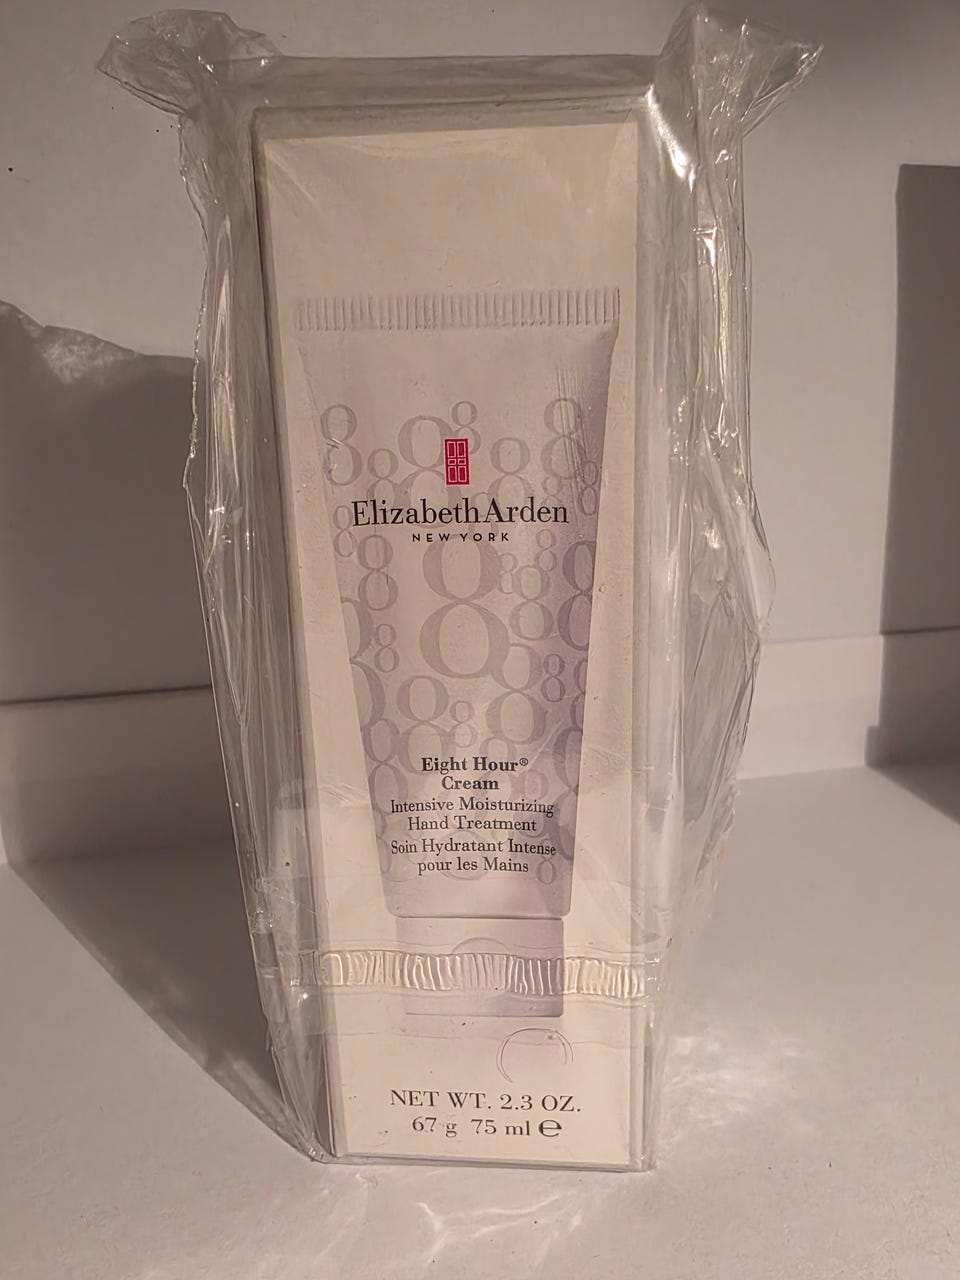 Elizabeth Arden
NEW YORK
Eight Hour®
Cream
Intensive Moisturizing
Hand Treatment
Soin Hydratant Intense
pour les Mains
NET WT. 2.3 OZ.
67 g 75 ml ℮